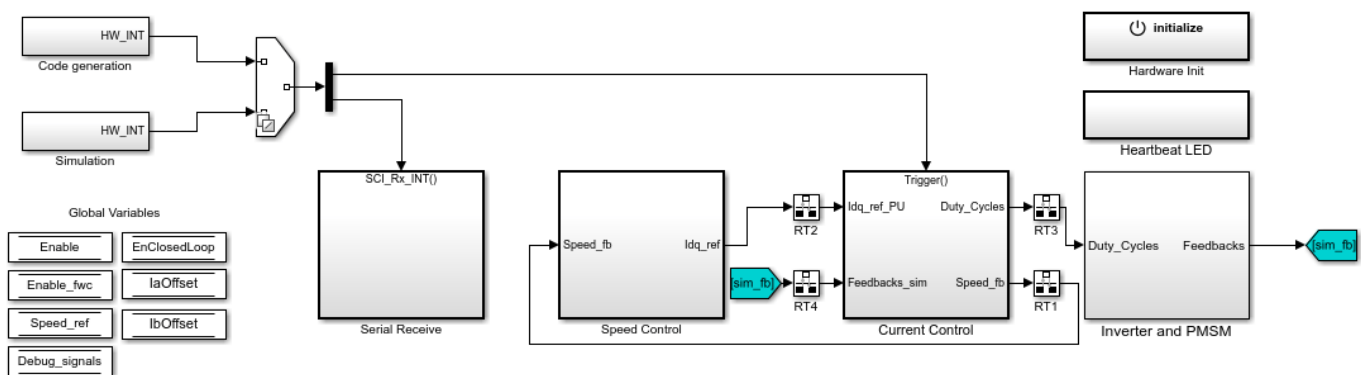 HW_INT
Code generation
HW_INT
Simulation
initialize
Hardware Init
Heartbeat LED
SCI_Rx_INT()
Serial Receive
Speed_fb
Idq_ref
Speed Control
RT2
[sim_fb]
RT4
Trigger()
Idq_ref_PU
Duty_Cycles
Feedbacks_sim
Speed_fb
Current Control
RT3
RT1
Duty_Cycles
Feedbacks
Inverter and PMSM
[sim_fb]
Global Variables
Enable
EnClosedLoop
Enable_fwc
IaOffset
Speed_ref
IbOffset
Debug_signals